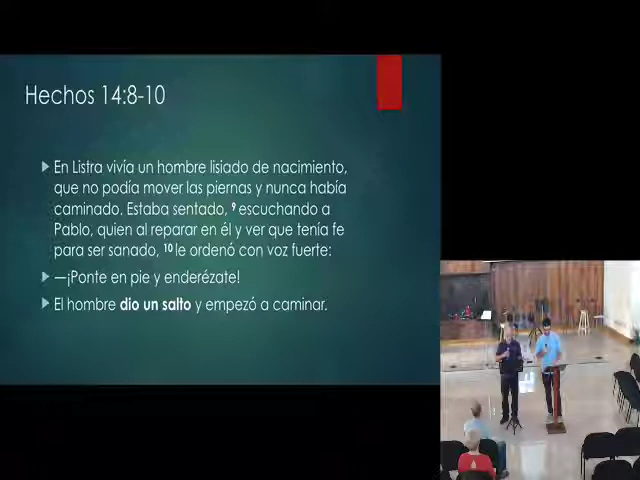 Hechos 14:8-10
En Listra vivía un hombre lisiado de nacimiento,
que no podía mover las piernas y nunca había
caminado. Estaba sentado, ⁹ escuchando a
Pablo, quien al reparar en él y ver que tenía fe
para ser sanado, ¹⁰ le ordenó con voz fuerte:
—¡Ponte en pie y enderézate!
El hombre dio un salto y empezó a caminar.